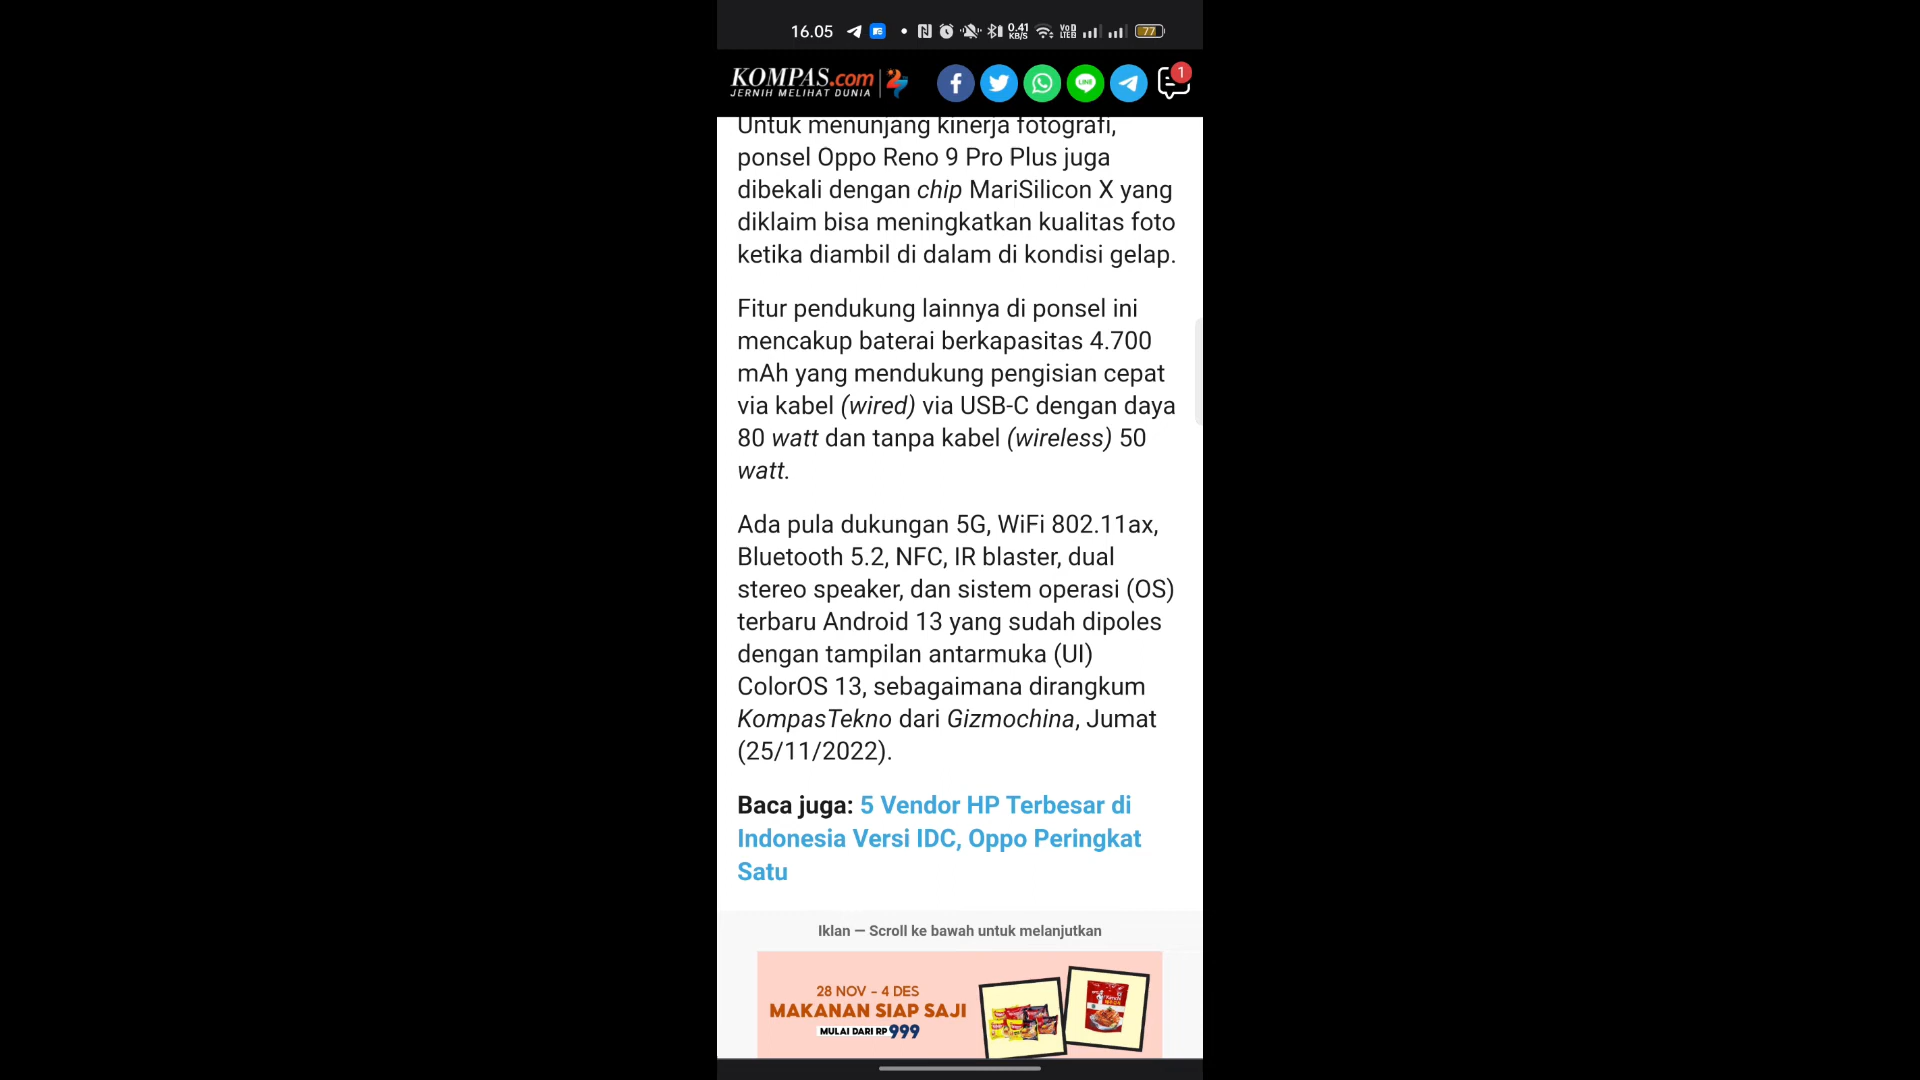 16.05
0.41
KB/S
VoD
LTED
77
KOMPAS.com
JERNIH MELIHAT DUNIA
LINE
1
Untuk menunjang kinerja fotografi,
ponsel Oppo Reno 9 Pro Plus juga
dibekali dengan chip MariSilicon X yang
diklaim bisa meningkatkan kualitas foto
ketika diambil di dalam di kondisi gelap.
Fitur pendukung lainnya di ponsel ini
mencakup baterai berkapasitas 4.700
mAh yang mendukung pengisian cepat
via kabel (wired) via USB-C dengan daya
80 watt dan tanpa kabel (wireless) 50
watt.
Ada pula dukungan 5G, WiFi 802.11ax,
Bluetooth 5.2, NFC, IR blaster, dual
stereo speaker, dan sistem operasi (OS)
terbaru Android 13 yang sudah dipoles
dengan tampilan antarmuka (UI)
ColorOS 13, sebagaimana dirangkum
KompasTekno dari Gizmochina, Jumat
(25/11/2022).
Baca juga: 5 Vendor HP Terbesar di
Indonesia Versi IDC, Oppo Peringkat
Satu
Iklan — Scroll ke bawah untuk melanjutkan
28 NOV - 4 DES
MAKANAN SIAP SAJI
MULAI DARI RP 999